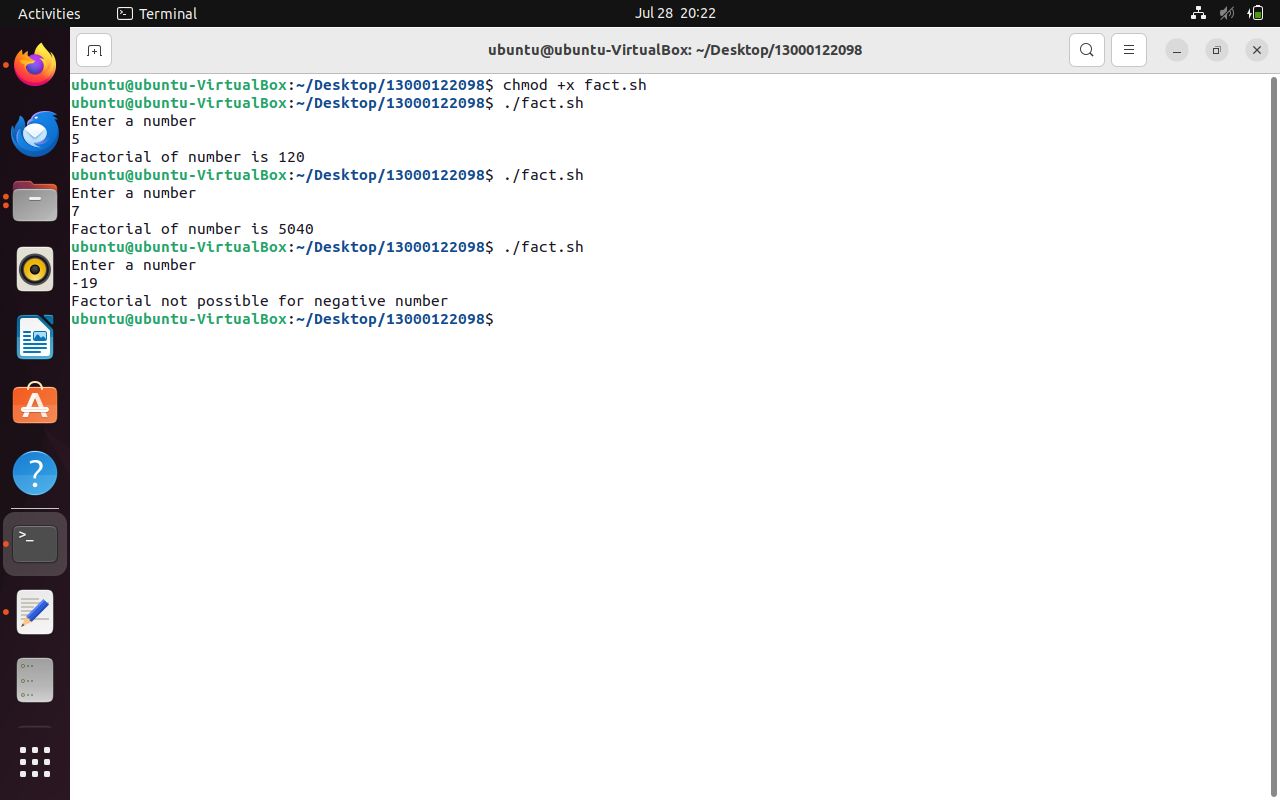 Activities Terminal Jul 28 20:22
ubuntu@ubuntu-VirtualBox: ~/Desktop/13000122098
ubuntu@ubuntu-VirtualBox:~/Desktop/13000122098$ chmod +x fact.sh
ubuntu@ubuntu-VirtualBox:~/Desktop/13000122098$ ./fact.sh
Enter a number
5
Factorial of number is 120
ubuntu@ubuntu-VirtualBox:~/Desktop/13000122098$ ./fact.sh
Enter a number
7
Factorial of number is 5040
ubuntu@ubuntu-VirtualBox:~/Desktop/13000122098$ ./fact.sh
Enter a number
-19
Factorial not possible for negative number
ubuntu@ubuntu-VirtualBox:~/Desktop/13000122098$